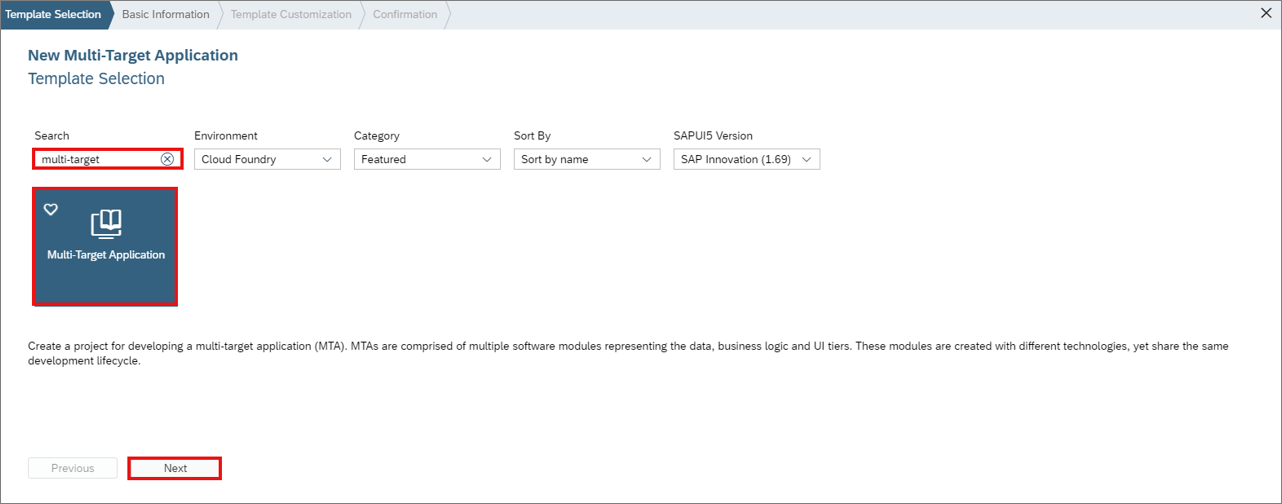 Template Selection Basic Information Template Customization Confirmation
New Multi-Target Application
Template Selection
Search Environment Category Sort By SAPUI5 Version
multi-target Cloud Foundry Featured Sort by name SAP Innovation (1.69)
Multi-Target Application
Create a project for developing a multi-target application (MTA). MTAs are comprised of multiple software modules representing the data, business logic and UI tiers. These modules are created with different technologies, yet share the same
development lifecycle.
Previous Next